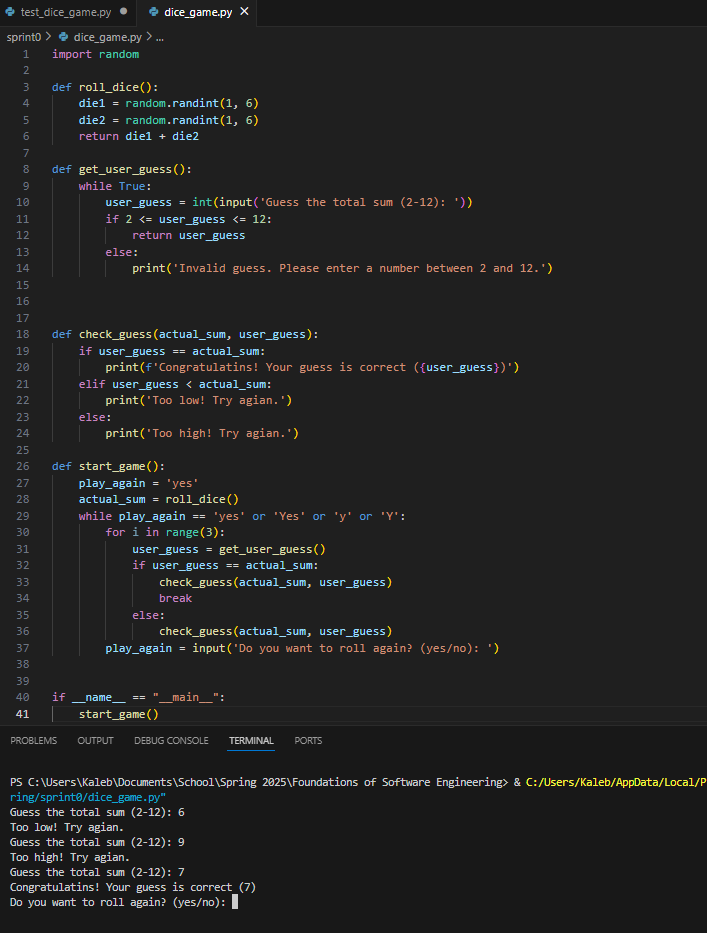 test_dice_game.py
dice_game.py
sprint0 > dice_game.py > ...
1 import random
2
3 def roll_dice():
4     die1 = random.randint(1, 6)
5     die2 = random.randint(1, 6)
6     return die1 + die2
7
8 def get_user_guess():
9     while True:
10         user_guess = int(input('Guess the total sum (2-12): '))
11         if 2 <= user_guess <= 12:
12             return user_guess
13         else:
14             print('Invalid guess. Please enter a number between 2 and 12.')
15
16
17
18 def check_guess(actual_sum, user_guess):
19     if user_guess == actual_sum:
20         print(f'Congratulatins! Your guess is correct ({user_guess})')
21     elif user_guess < actual_sum:
22         print('Too low! Try agian.')
23     else:
24         print('Too high! Try agian.')
25
26 def start_game():
27     play_again = 'yes'
28     actual_sum = roll_dice()
29     while play_again == 'yes' or 'Yes' or 'y' or 'Y':
30         for i in range(3):
31             user_guess = get_user_guess()
32             if user_guess == actual_sum:
33                 check_guess(actual_sum, user_guess)
34                 break
35             else:
36                 check_guess(actual_sum, user_guess)
37         play_again = input('Do you want to roll again? (yes/no): ')
38
39
40 if __name__ == "__main__":
41     start_game()
PROBLEMS OUTPUT DEBUG CONSOLE TERMINAL PORTS
PS C:\Users\Kaleb\Documents\School\Spring 2025\Foundations of Software Engineering> & C:/Users/Kaleb/AppData/Local/P
ring/sprint0/dice_game.py"
Guess the total sum (2-12): 6
Too low! Try agian.
Guess the total sum (2-12): 9
Too high! Try agian.
Guess the total sum (2-12): 7
Congratulatins! Your guess is correct (7)
Do you want to roll again? (yes/no):